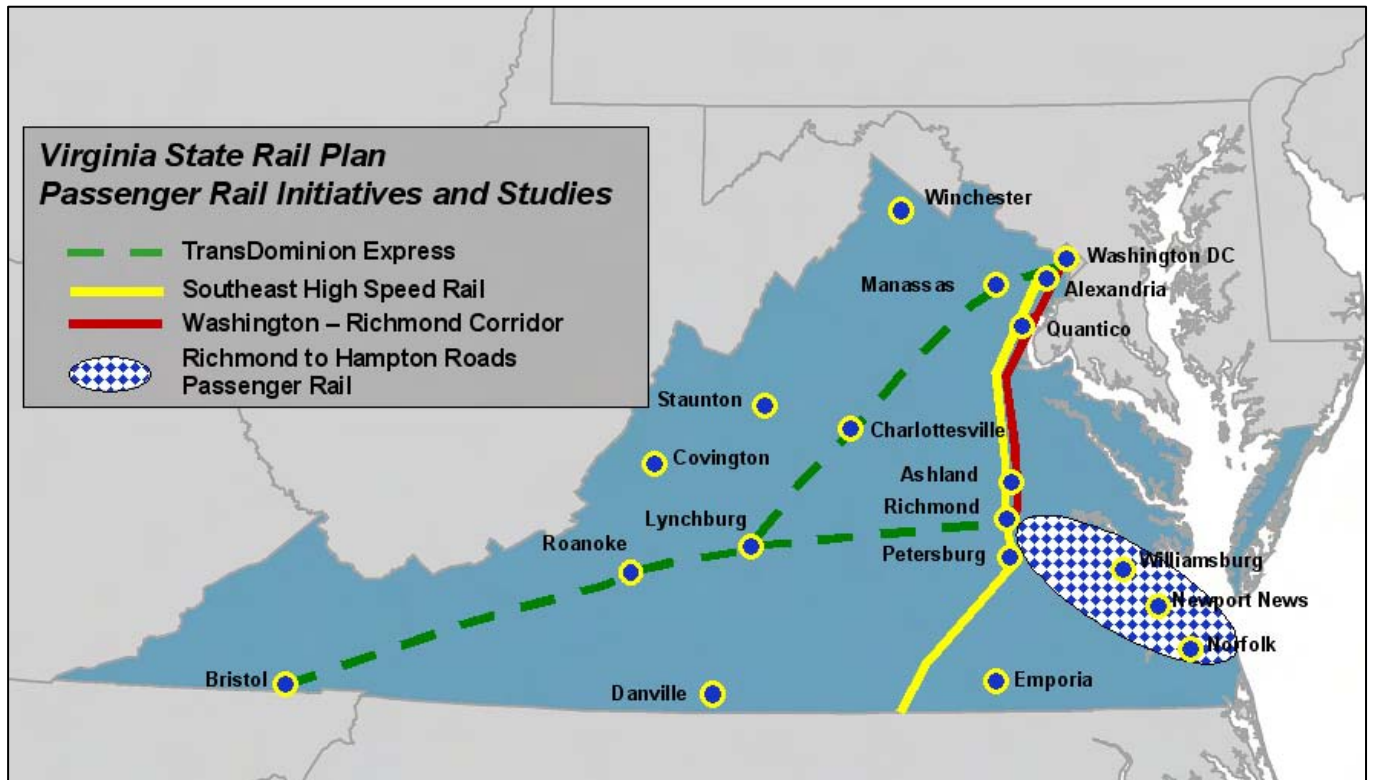 Virginia State Rail Plan
Passenger Rail Initiatives and Studies
TransDominion Express
Southeast High Speed Rail
Washington – Richmond Corridor
Richmond to Hampton Roads
Passenger Rail
Winchester
Washington DC
Manassas
Alexandria
Quantico
Staunton
Charlottesville
Covington
Ashland
Richmond
Lynchburg
Roanoke
Petersburg
Williamsburg
Newport News
Norfolk
Bristol
Danville
Emporia